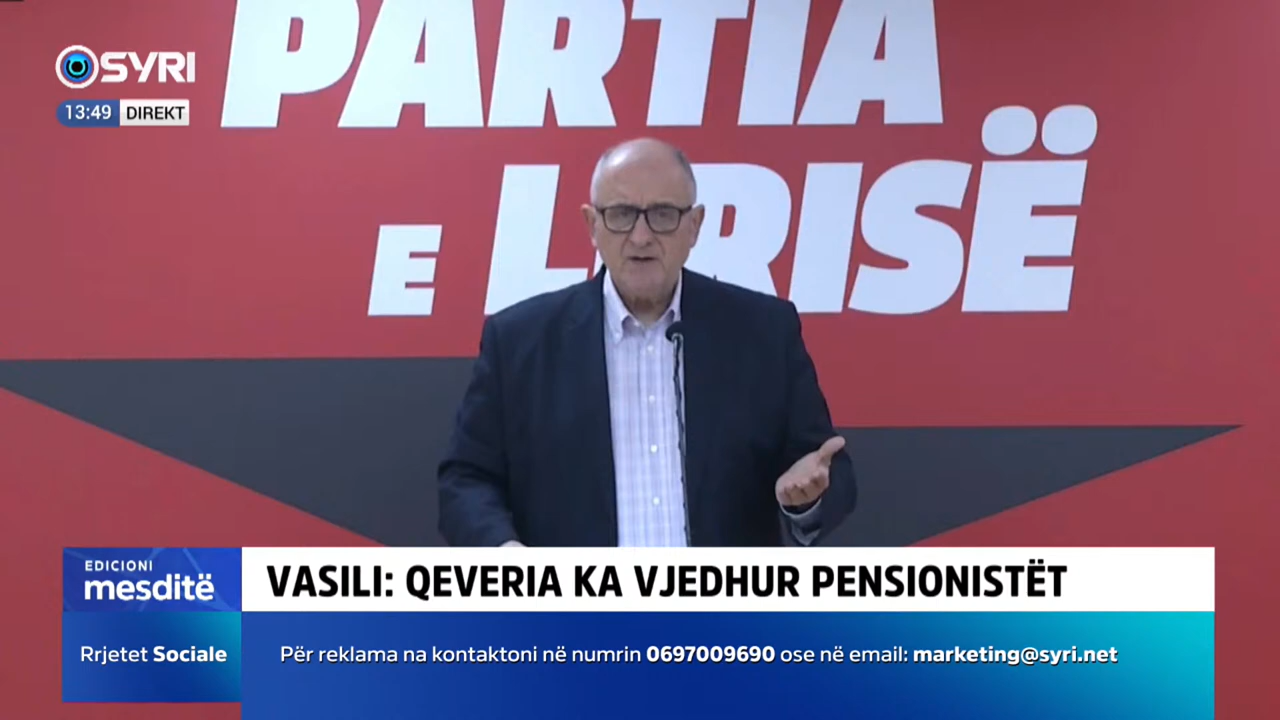 PARTIA
E L RISË
SYRI
13:49 DIREKT
EDICIONI
mesditë
VASILI: QEVERIA KA VJEDHUR PENSIONISTËT
Rrjetet Sociale
Për reklama na kontaktoni në numrin 0697009690 ose në email: marketing@syri.net